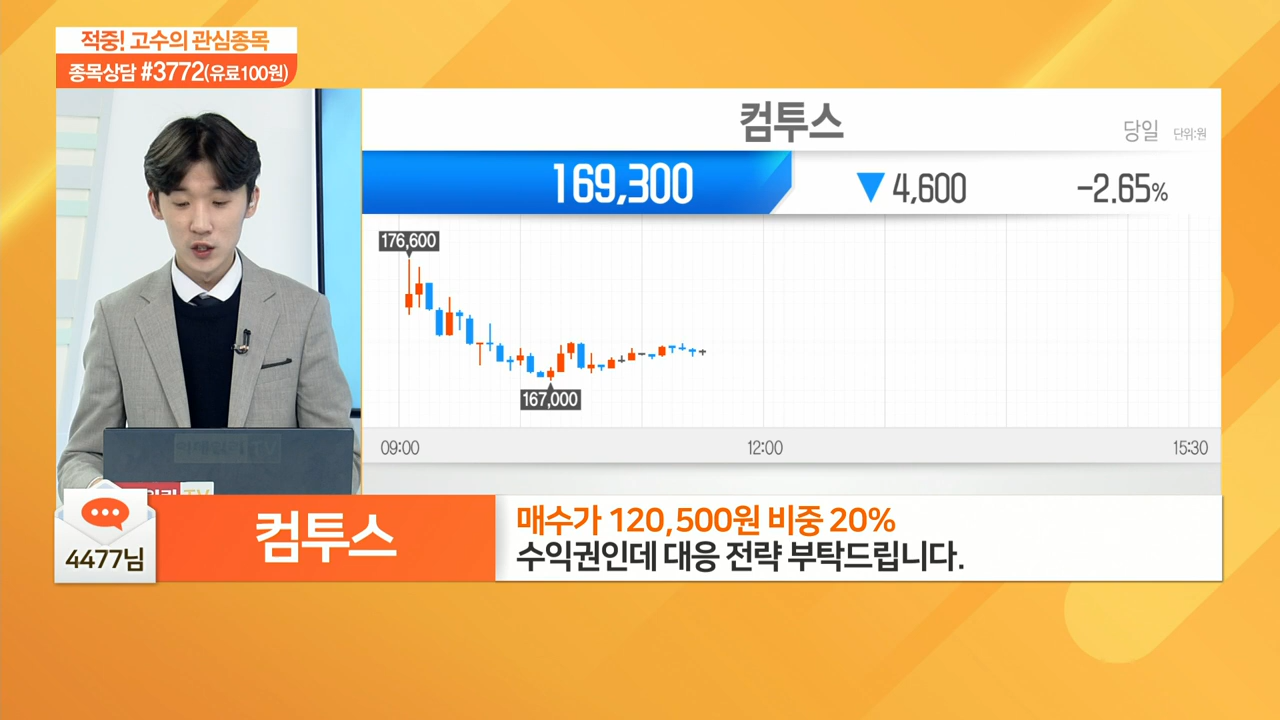 적중! 고수의 관심종목
종목상담 #3772(유료100원)
컴투스
당일 단위:원
169,300 ▼ 4,600 -2.65%
176,600
167,000
09:00 12:00 15:30
TV
4477님
컴투스
매수가 120,500원 비중 20%
수익권인데 대응 전략 부탁드립니다.